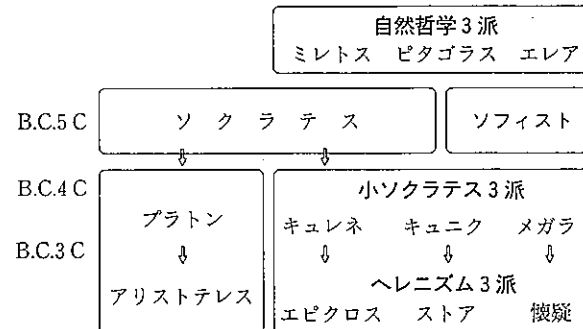 自然哲学3派
ミレトス ピタゴラス エレア
B.C.5 C ソクラテス ソフィスト
B.C.4 C 小ソクラテス3派
プラトン キュレネ キュニク メガラ
⇩ ⇩ ⇩ ⇩
B.C.3 C ヘレニズム3派
アリストテレス エピクロス ストア 懐疑